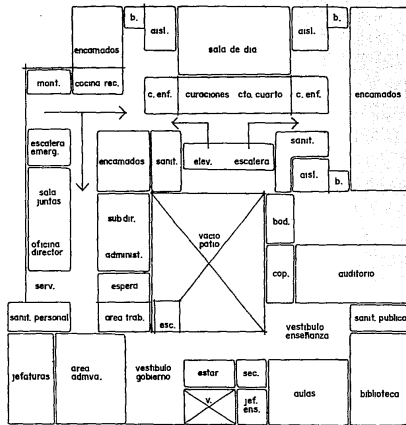 b.
b.
aisl.
aisl.
encamados
sala de dia
mont.
cocina rec.
c. enf.
curaciones
cto. cuarto
c. enf.
encamados
escalera
emerg.
encamados
sanit.
elev.
escalera
sanit.
aisl.
b.
sala
juntas
subdir.
vacio
patio
bod.
oficina
director
administ.
cop.
auditorio
serv.
espera
sanit. personal
area trab.
esc.
vestibulo
enseñanza
sanit. publico
jefaturas
area
admva.
vestibulo
gobierno
estar
sec.
v.
jef.
ens.
aulas
biblioteca